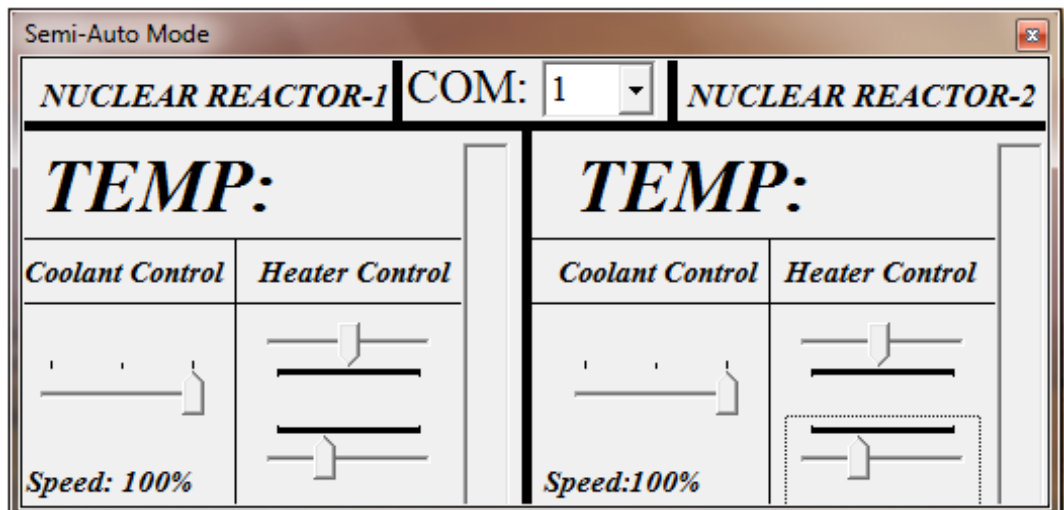 Semi-Auto Mode
NUCLEAR REACTOR-1 COM: 1 NUCLEAR REACTOR-2
TEMP: TEMP:
Coolant Control Heater Control Coolant Control Heater Control
Speed: 100% Speed:100%